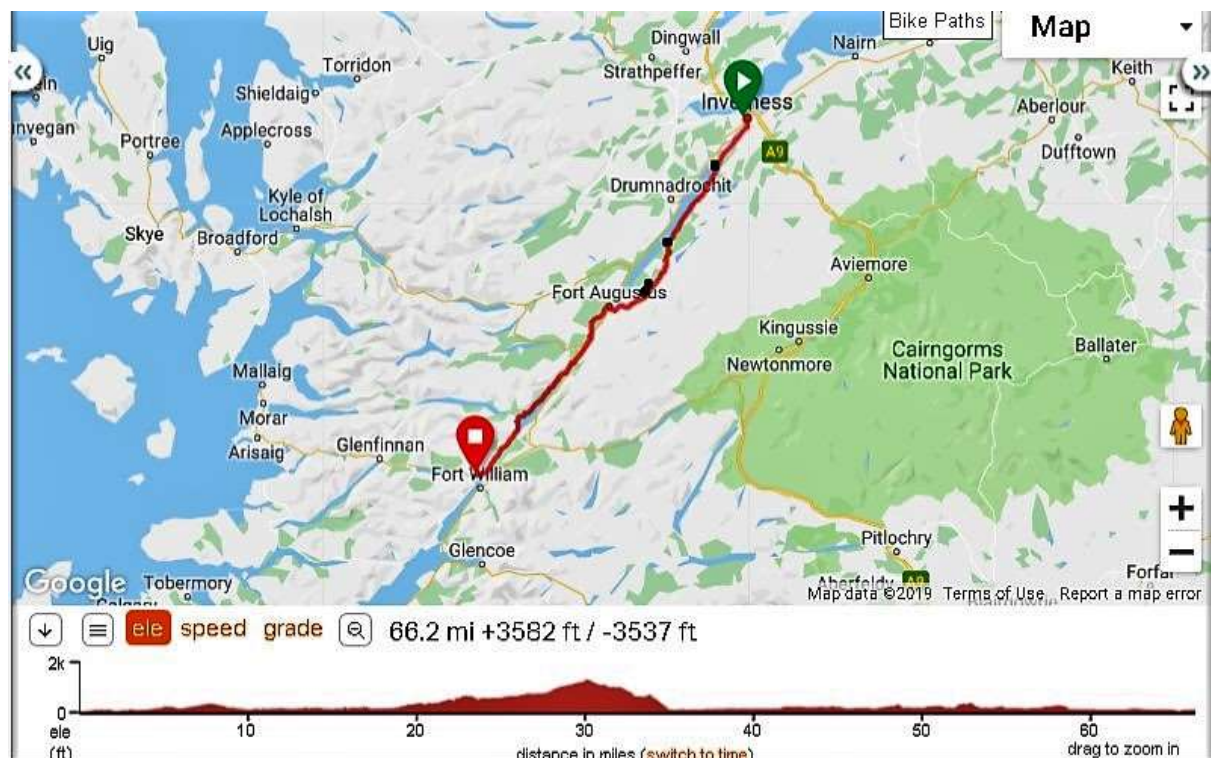 Bike Paths
Map
Uig
Dingwall
Nairn
Torridon
Strathpeffer
Keith
Shieldaig
Inverness
Aberlour
Portree
Applecross
A9
Dufftown
Drumnadrochit
Kyle of
Lochalsh
Skye
Broadford
Aviemore
Fort Augustus
Kingussie
Cairngorms
National Park
Ballater
Newtonmore
Mallaig
Morar
Arisaig
Glenfinnan
Fort William
Glencoe
Pitlochry
Google
Tobermory
Aberfeldy
A9
Map data ©2019 Terms of Use Report a map error
ele speed grade 66.2 mi +3582 ft / -3537 ft
2k
0
ele
(ft)
10 20 30 40 50 60
distance in miles (switch to time)
drag to zoom in